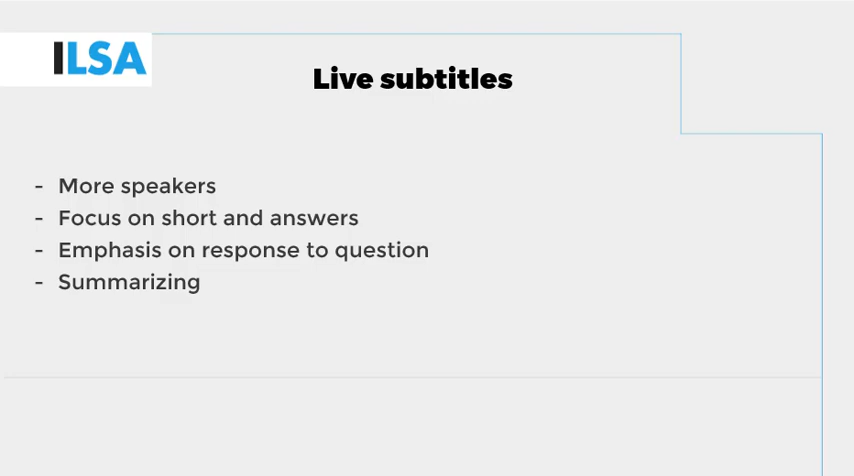 ILSA
Live subtitles
- More speakers
- Focus on short and answers
- Emphasis on response to question
- Summarizing